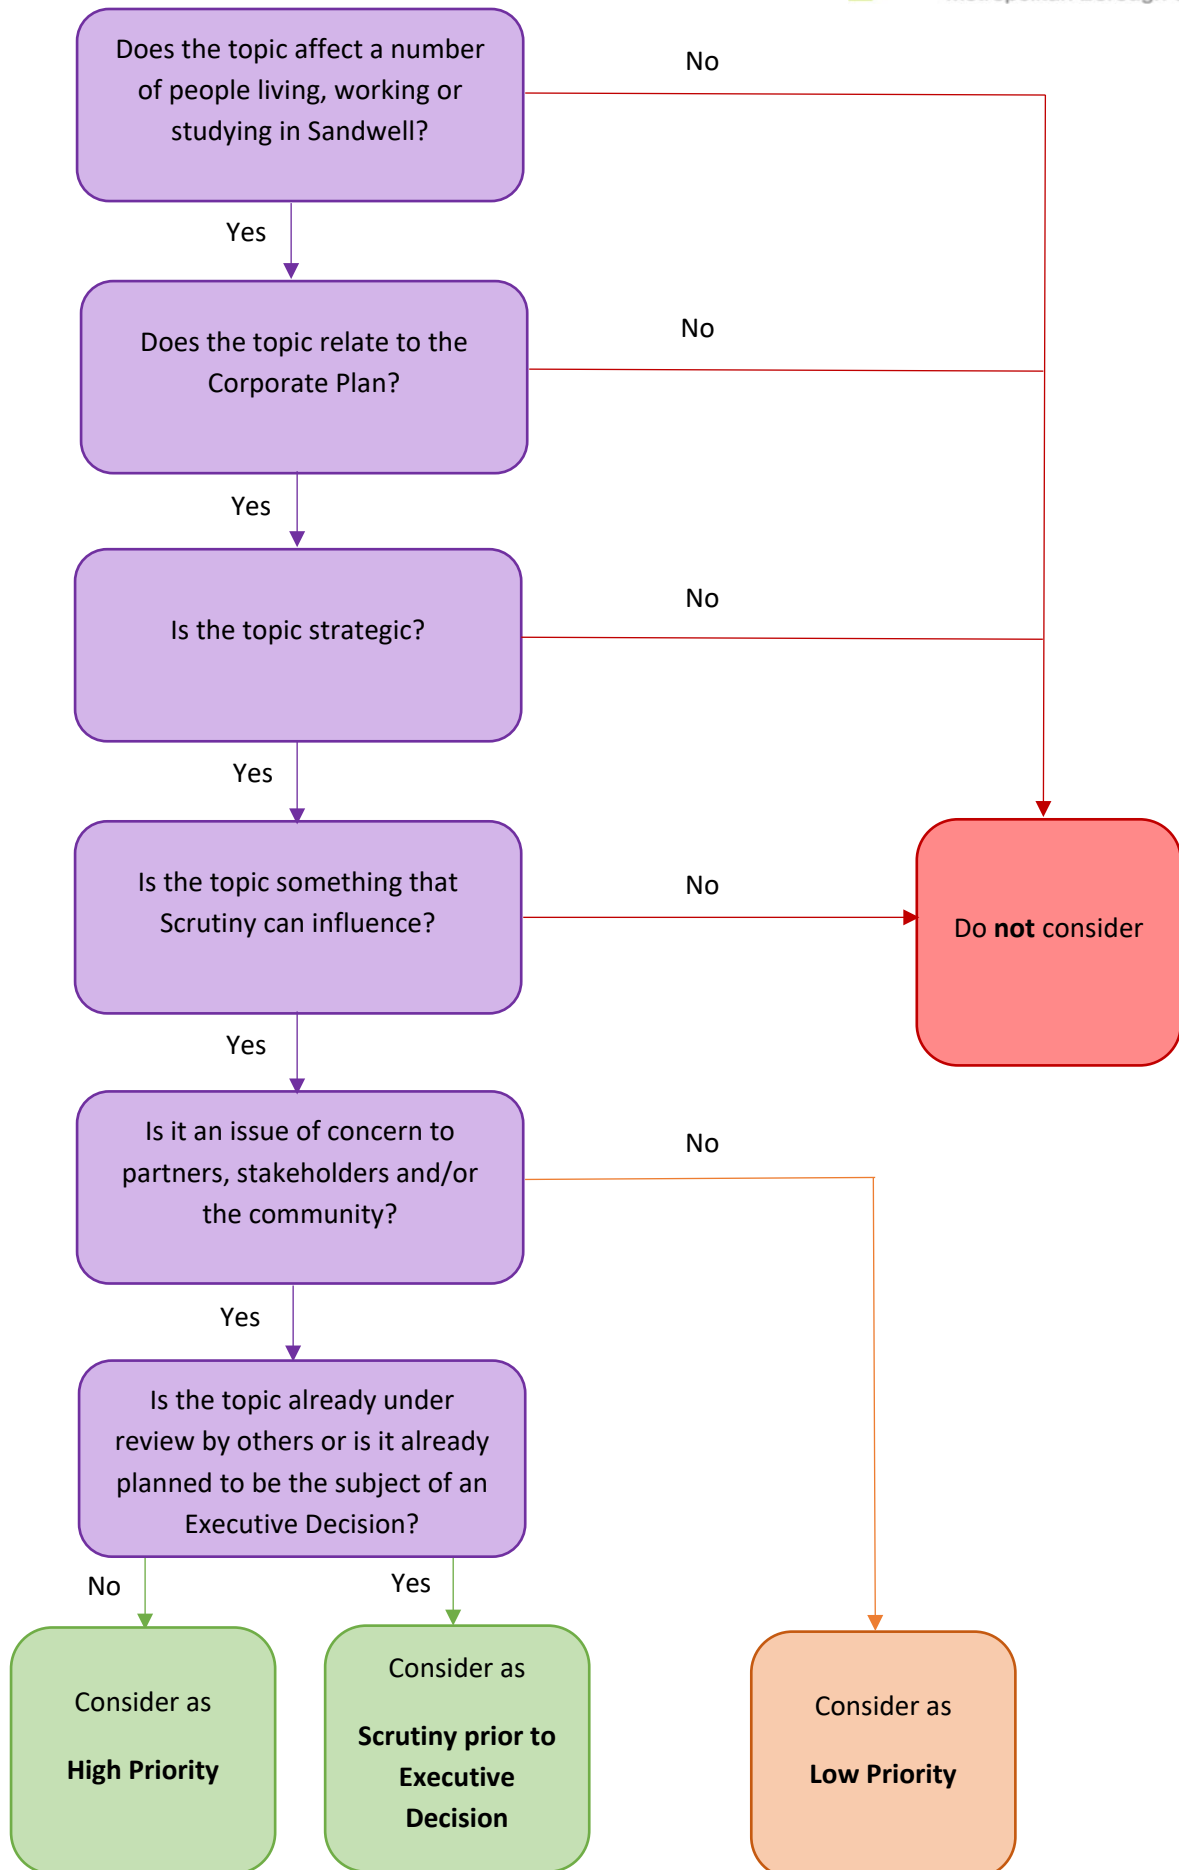 Does the topic affect a number
of people living, working or
studying in Sandwell?
No
Yes
Does the topic relate to the
Corporate Plan?
No
Yes
Is the topic strategic?
No
Yes
Is the topic something that
Scrutiny can influence?
No
Do not consider
Yes
Is it an issue of concern to
partners, stakeholders and/or
the community?
No
Yes
Is the topic already under
review by others or is it already
planned to be the subject of an
Executive Decision?
No
Yes
Consider as
High Priority
Consider as
Scrutiny prior to
Executive
Decision
Consider as
Low Priority